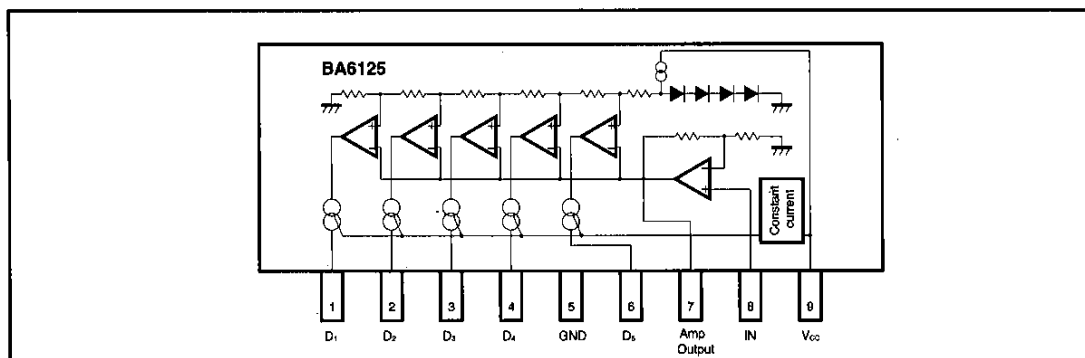 BA6125
Constant
current
1 2 3 4 5 6 7 8 9
D₁ D₂ D₃ D₄ GND D₅ Amp Output IN Vcc